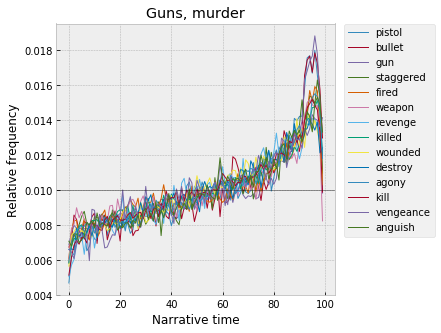 Guns, murder
0.018
0.016
0.014
0.012
0.010
0.008
0.006
0.004
Relative frequency
0
20
40
60
80
100
Narrative time
pistol
bullet
gun
staggered
fired
weapon
revenge
killed
wounded
destroy
agony
kill
vengeance
anguish